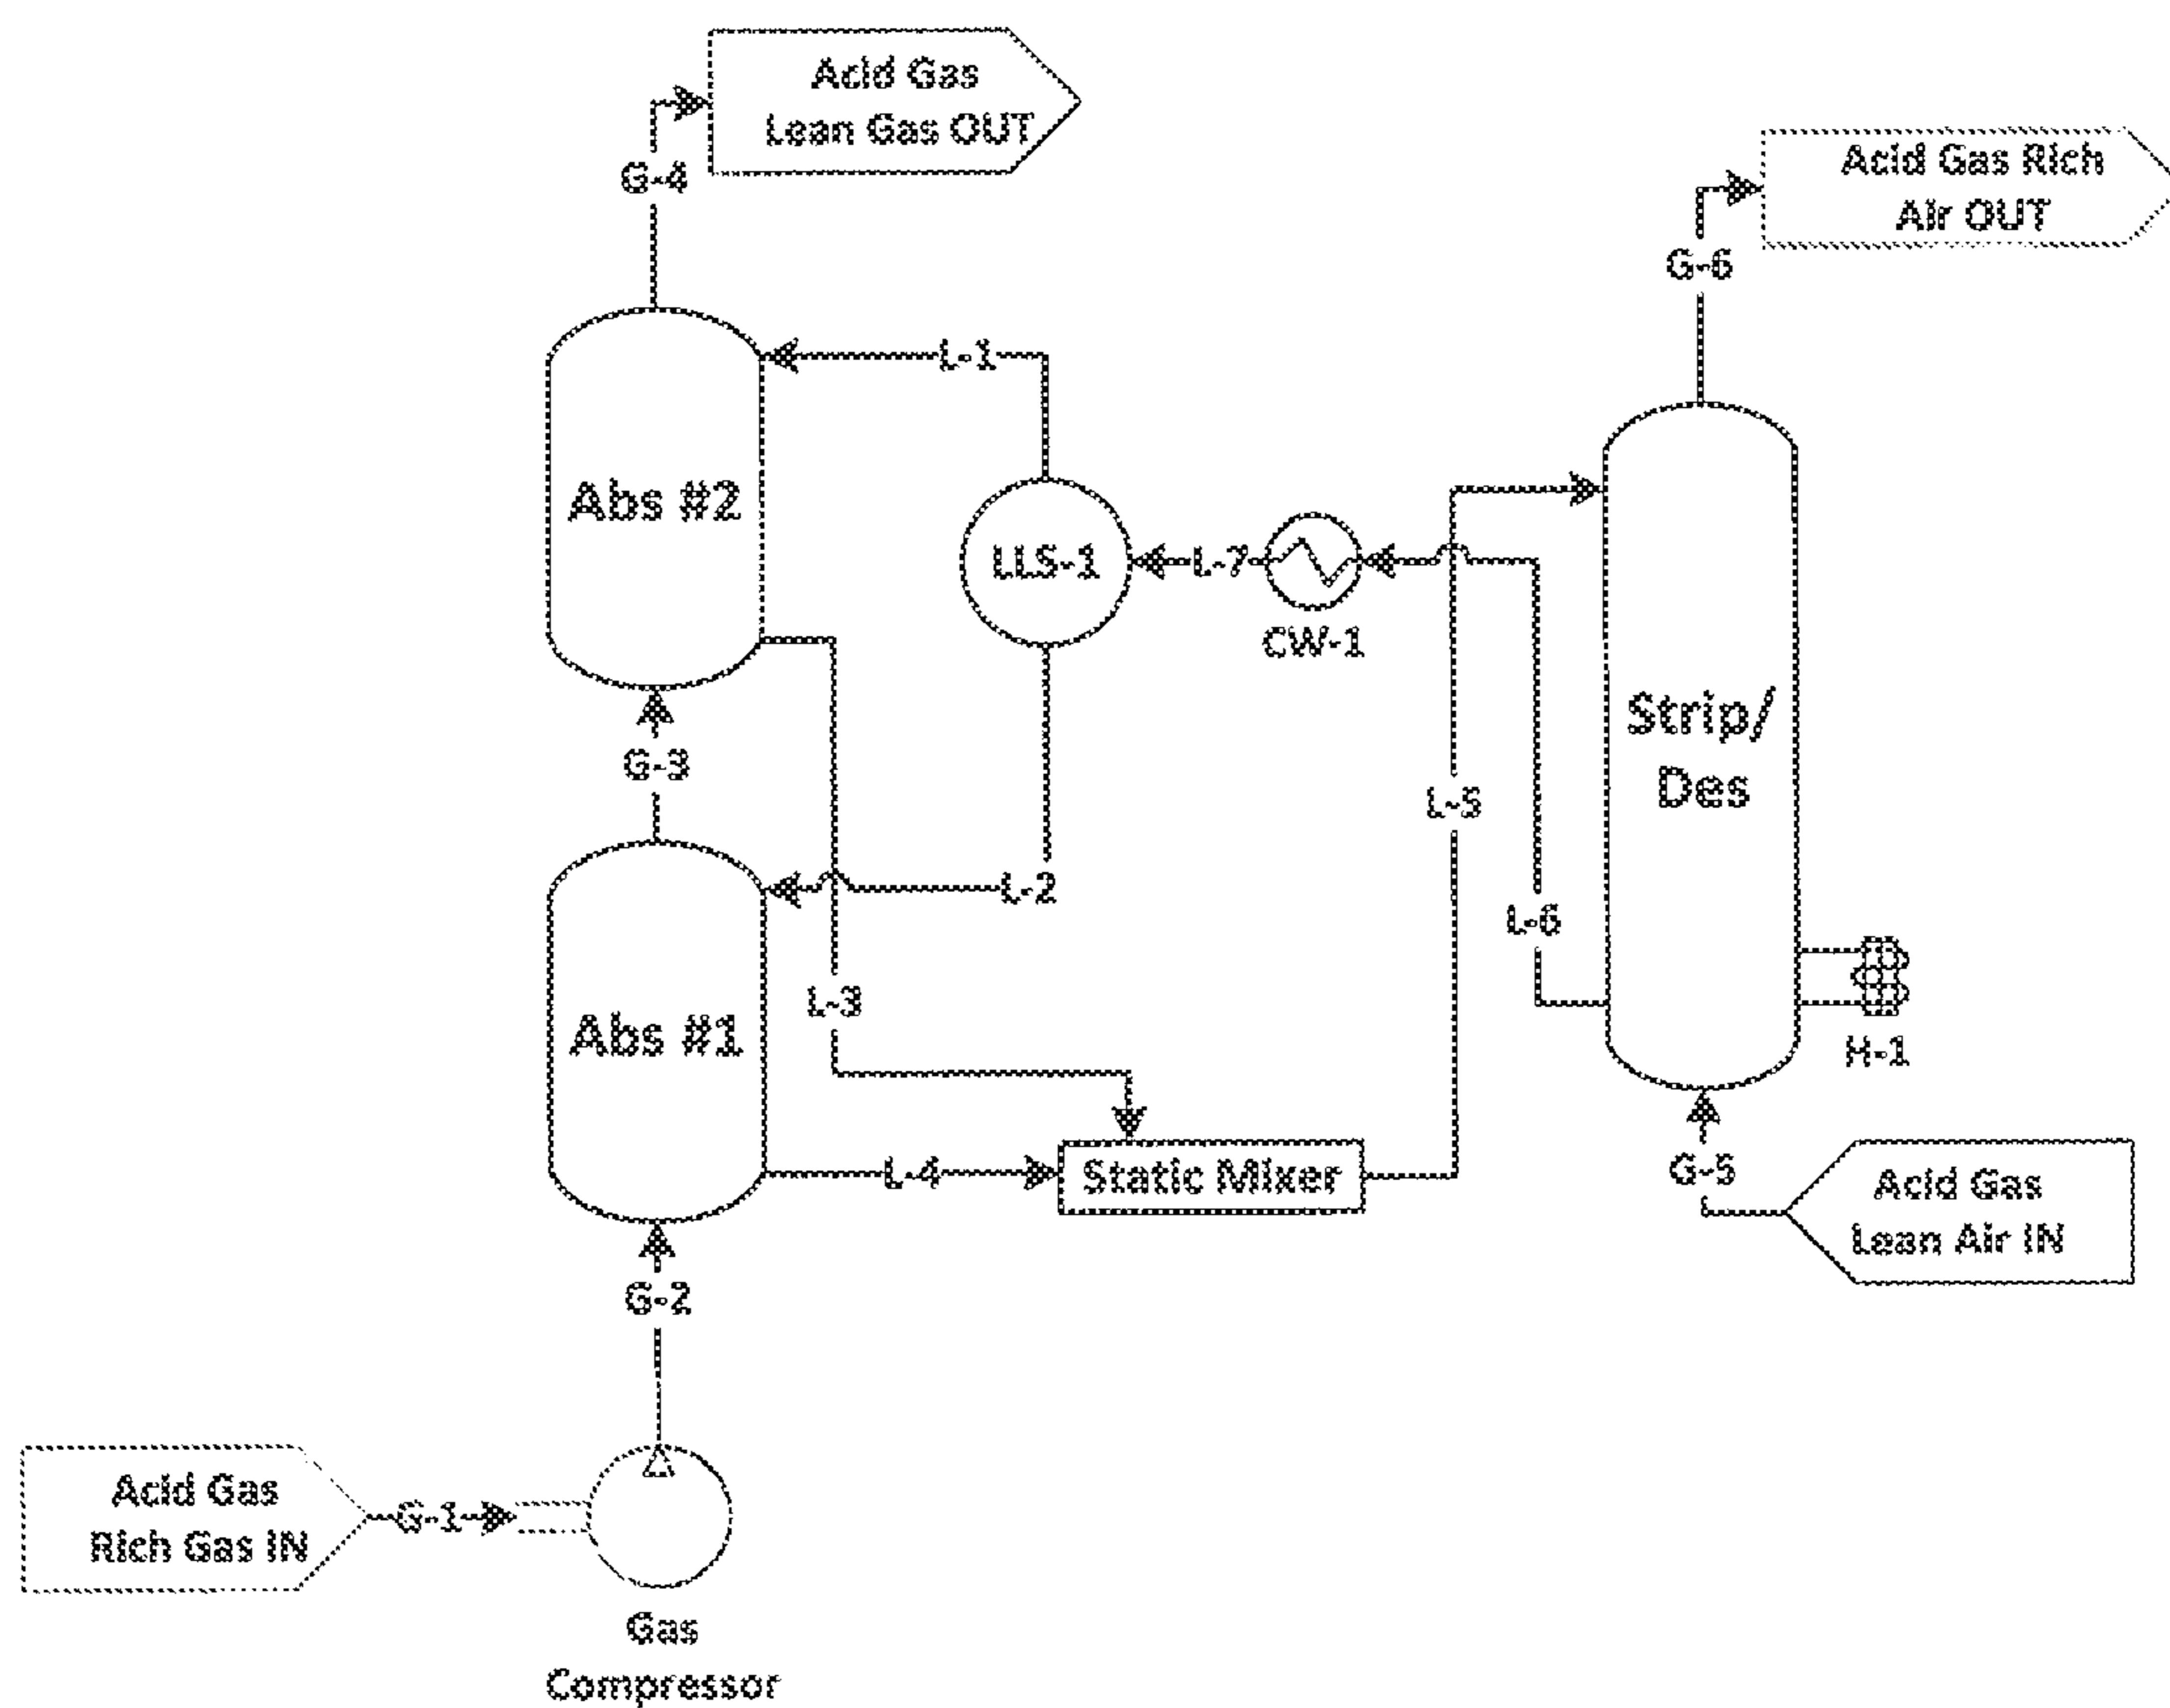 Acid Gas
Lean Gas OUT
Acid Gas Rich
Air OUT
G-4
G-6
L-1
Abs #2
LLS-1
L-7
CW-1
Strip/
Des
G-3
L-5
L-2
L-6
L-3
Abs #1
H-1
L-4
Static Mixer
G-5
Acid Gas
Lean Air IN
G-2
Acid Gas
Rich Gas IN
G-1
Gas
Compressor